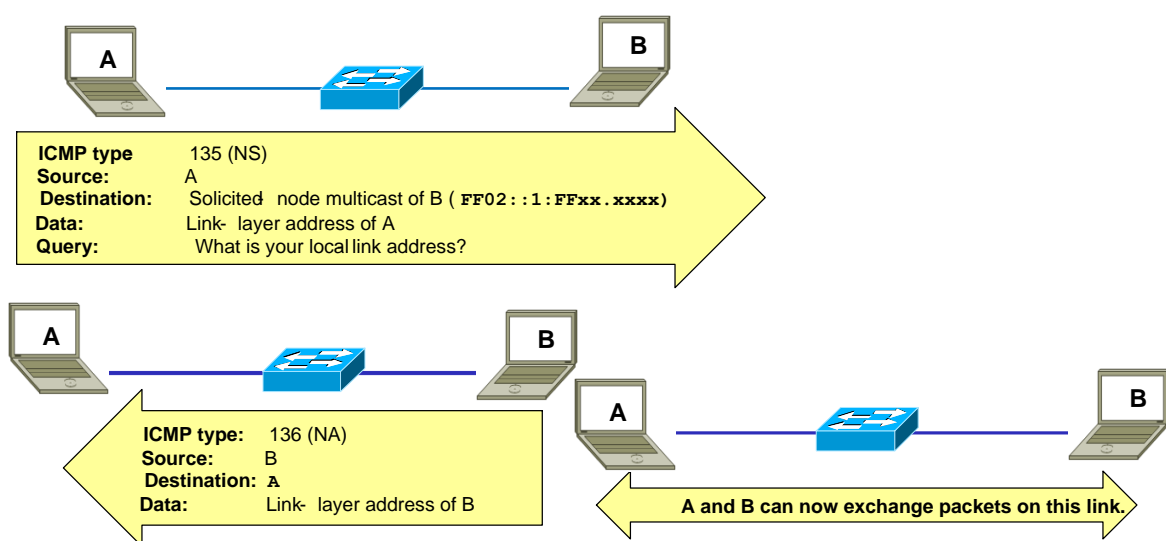 A
B
ICMP type 135 (NS)
Source: A
Destination: Solicited- node multicast of B ( FF02::1:FFxx.xxxx)
Data: Link- layer address of A
Query: What is your local link address?
A
B
ICMP type: 136 (NA)
Source: B
Destination: A
Data: Link- layer address of B
A
B
A and B can now exchange packets on this link.